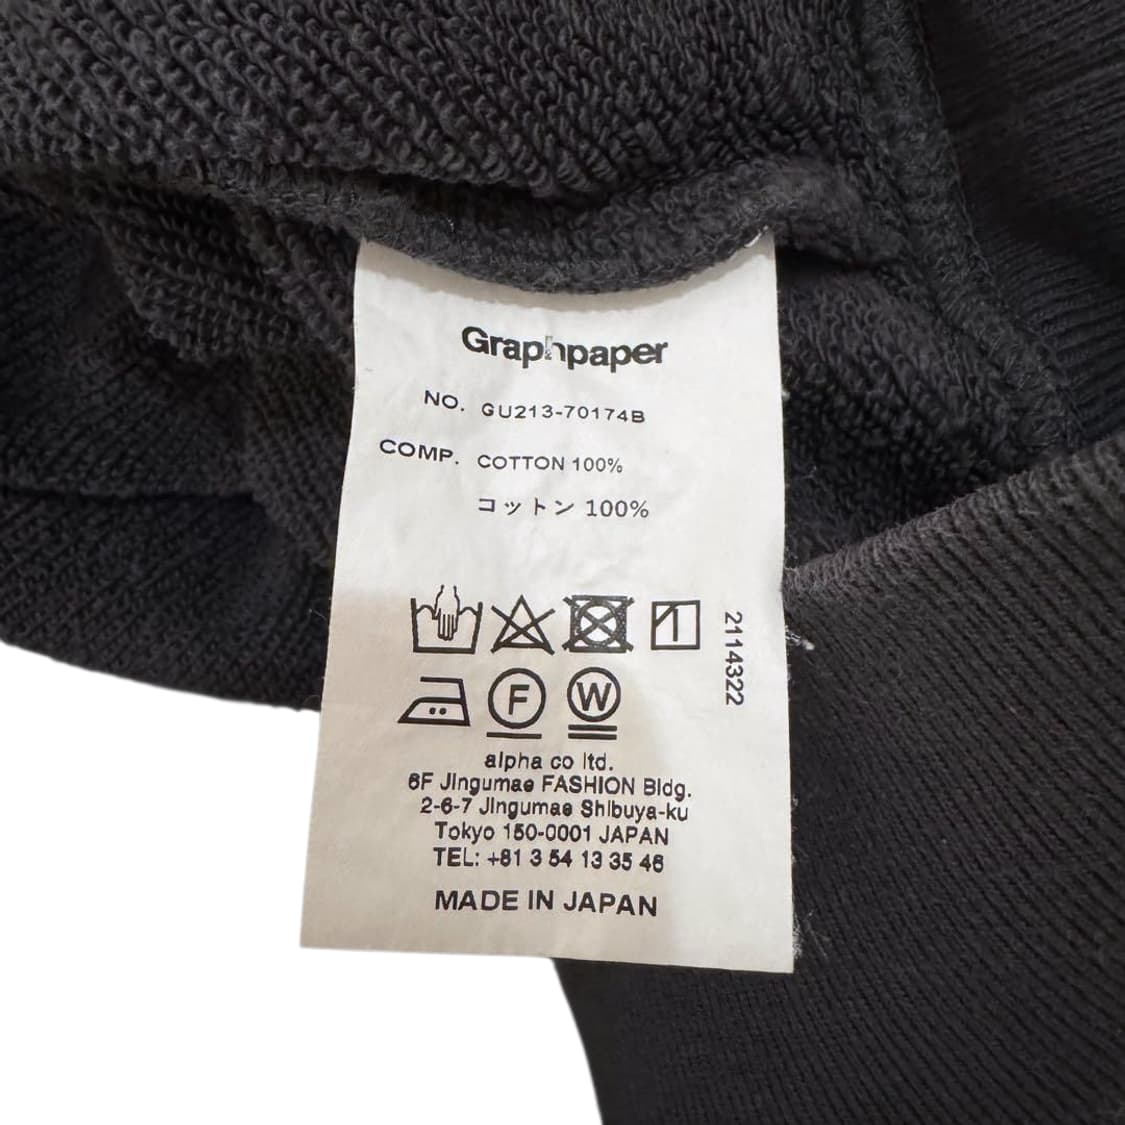 Graphpaper
NO. GU213-70174B
COMP. COTTON 100%
コットン 100%
2114322
F W
alpha co ltd.
6F Jingumae FASHION Bldg.
2-6-7 Jingumae Shibuya-ku
Tokyo 150-0001 JAPAN
TEL: +81 3 54 13 35 46
MADE IN JAPAN